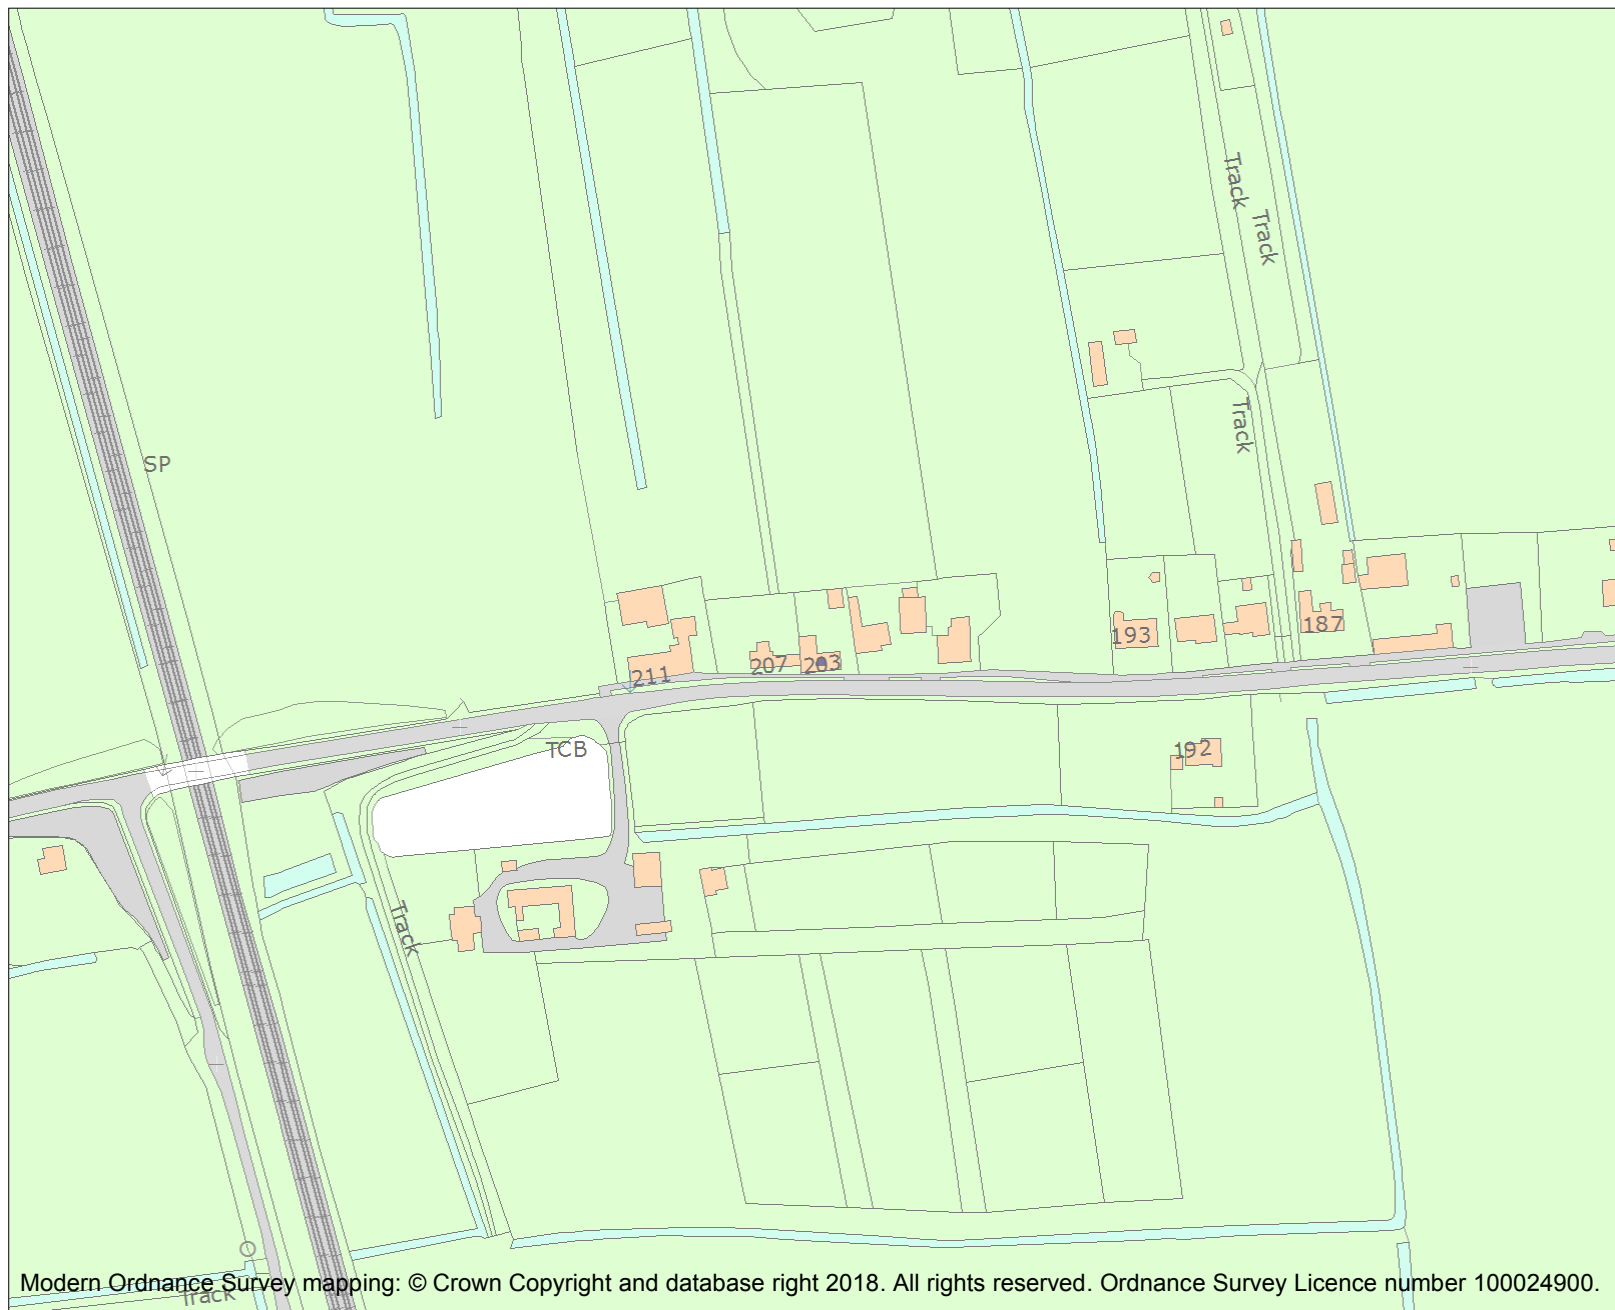 Track
Track
Track
SP
193
187
207
203
211
TCB
192
Track
Modern Ordnance Survey mapping: © Crown Copyright and database right 2018. All rights reserved. Ordnance Survey Licence number 100024900.
Track